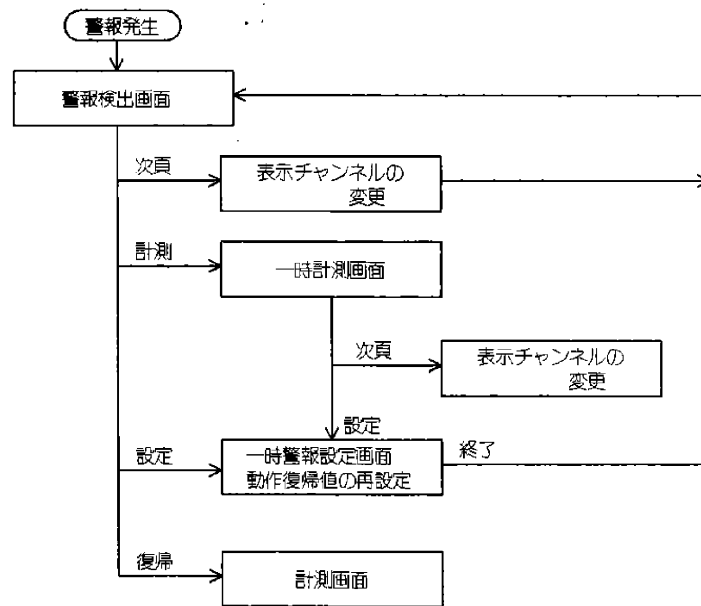 警報発生
警報検出画面
次頁
表示チャンネルの
変更
計測
一時計測画面
次頁
表示チャンネルの
変更
設定
設定
一時警報設定画面
動作復帰値の再設定
終了
復帰
計測画面